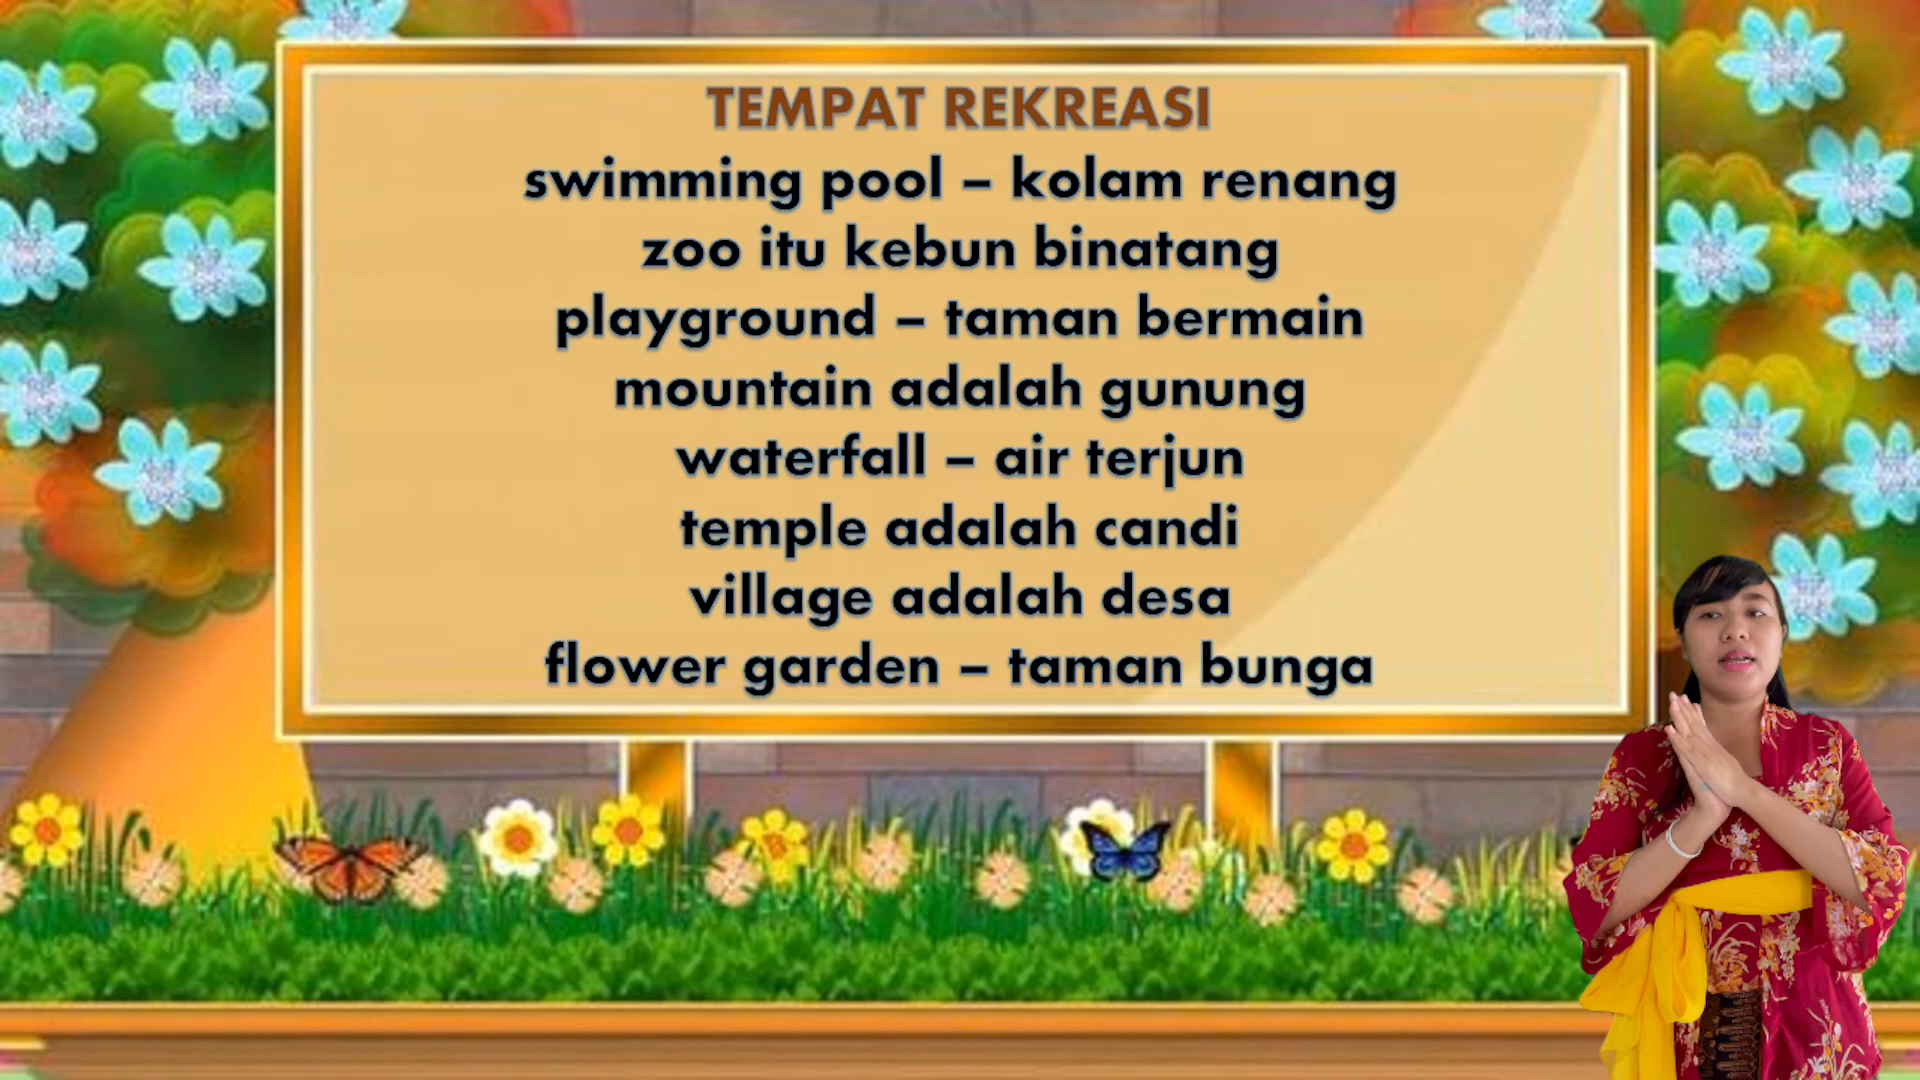 TEMPAT REKREASI
swimming pool – kolam renang
zoo itu kebun binatang
playground – taman bermain
mountain adalah gunung
waterfall – air terjun
temple adalah candi
village adalah desa
flower garden – taman bunga